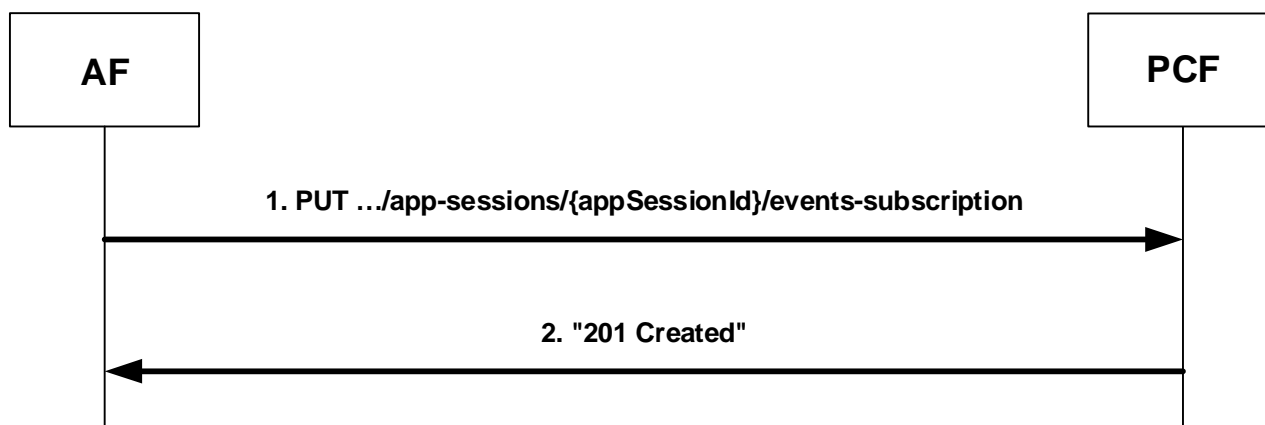 AF
PCF
1. PUT …/app-sessions/{appSessionId}/events-subscription
2. "201 Created"